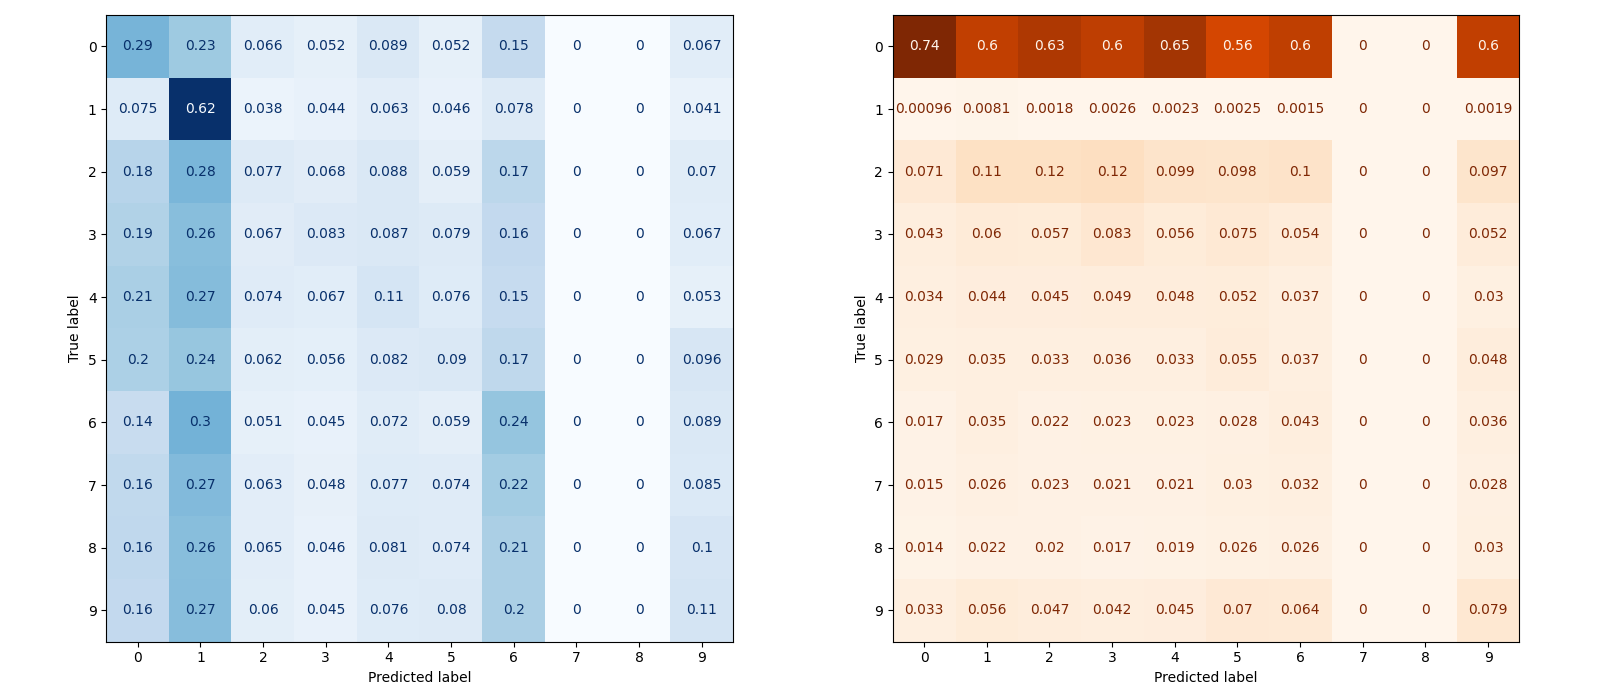 0 0.29 0.23 0.066 0.052 0.089 0.052 0.15 0 0 0.067
1 0.075 0.62 0.038 0.044 0.063 0.046 0.078 0 0 0.041
2 0.18 0.28 0.077 0.068 0.088 0.059 0.17 0 0 0.07
3 0.19 0.26 0.067 0.083 0.087 0.079 0.16 0 0 0.067
4 0.21 0.27 0.074 0.067 0.11 0.076 0.15 0 0 0.053
5 0.2 0.24 0.062 0.056 0.082 0.09 0.17 0 0 0.096
6 0.14 0.3 0.051 0.045 0.072 0.059 0.24 0 0 0.089
7 0.16 0.27 0.063 0.048 0.077 0.074 0.22 0 0 0.085
8 0.16 0.26 0.065 0.046 0.081 0.074 0.21 0 0 0.1
9 0.16 0.27 0.06 0.045 0.076 0.08 0.2 0 0 0.11
0 1 2 3 4 5 6 7 8 9
Predicted label
True label
0 0.74 0.6 0.63 0.6 0.65 0.56 0.6 0 0 0.6
1 0.00096 0.0081 0.0018 0.0026 0.0023 0.0025 0.0015 0 0 0.0019
2 0.071 0.11 0.12 0.12 0.099 0.098 0.1 0 0 0.097
3 0.043 0.06 0.057 0.083 0.056 0.075 0.054 0 0 0.052
4 0.034 0.044 0.045 0.049 0.048 0.052 0.037 0 0 0.03
5 0.029 0.035 0.033 0.036 0.033 0.055 0.037 0 0 0.048
6 0.017 0.035 0.022 0.023 0.023 0.028 0.043 0 0 0.036
7 0.015 0.026 0.023 0.021 0.021 0.03 0.032 0 0 0.028
8 0.014 0.022 0.02 0.017 0.019 0.026 0.026 0 0 0.03
9 0.033 0.056 0.047 0.042 0.045 0.07 0.064 0 0 0.079
0 1 2 3 4 5 6 7 8 9
Predicted label
True label